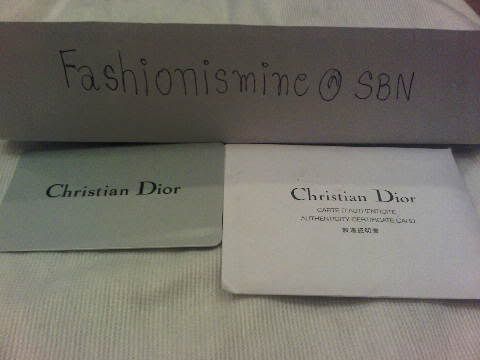 Fashionismine @ SBN
Christian Dior
Christian Dior
CARTE D'AUTHENTICITE
AUTHENTICITY CERTIFICATE CARD